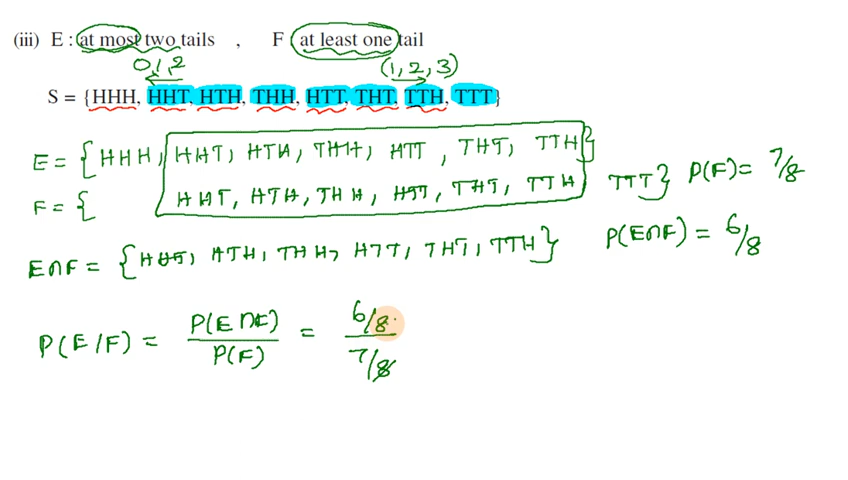 (iii) E : at most two tails , F at least one tail
0, 1, 2 (1, 2, 3)
S = {HHH, HHT, HTH, THH, HTT, THT, TTH, TTT}
E = { HHH, HHT, HTH, THH, HTT, THT, TTH }
F = { HHT, HTH, THH, HTT, THT, TTH TTT } P(F) = 7/8
E∩F = { HHT, HTH, THH, HTT, THT, TTH } P(E∩F) = 6/8
P(E/F) = P(E∩F)/P(F) = 6/8 / 7/8